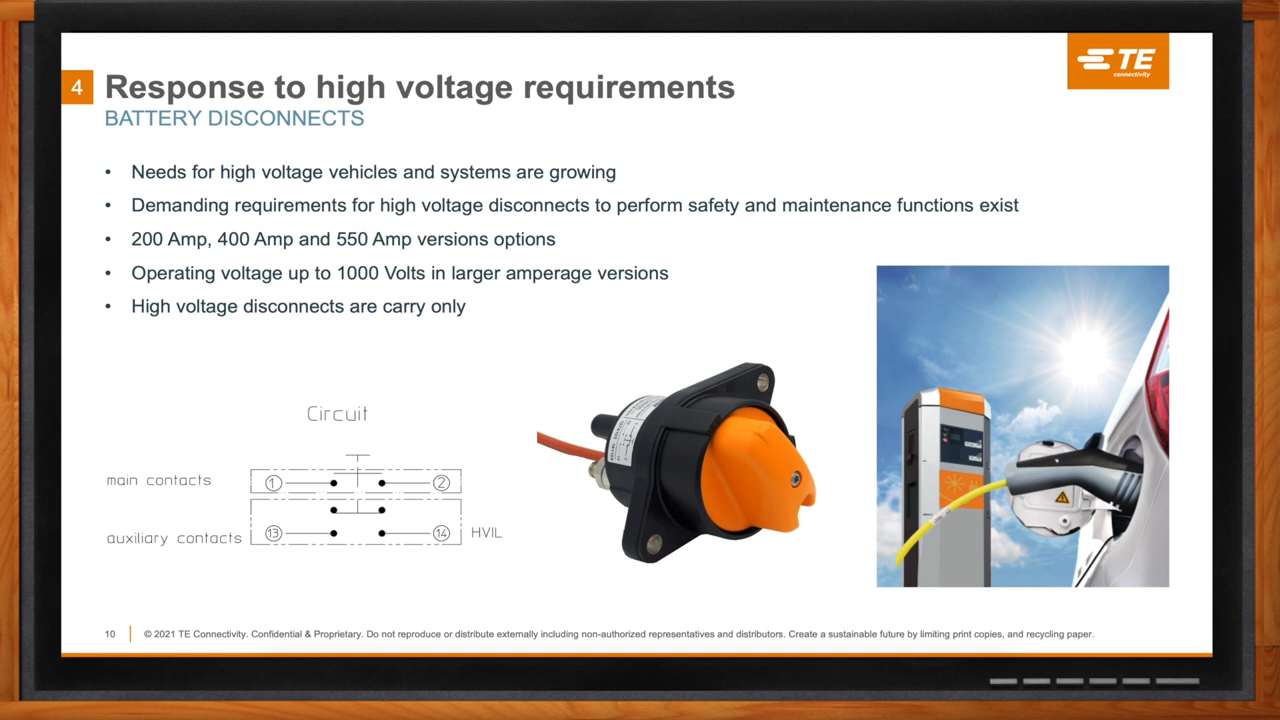 4 Response to high voltage requirements
BATTERY DISCONNECTS
TE
connectivity
• Needs for high voltage vehicles and systems are growing
• Demanding requirements for high voltage disconnects to perform safety and maintenance functions exist
• 200 Amp, 400 Amp and 550 Amp versions options
• Operating voltage up to 1000 Volts in larger amperage versions
• High voltage disconnects are carry only
Circuit
main contacts
1
2
auxiliary contacts
13
14
HVIL
10
© 2021 TE Connectivity. Confidential & Proprietary. Do not reproduce or distribute externally including non-authorized representatives and distributors. Create a sustainable future by limiting print copies, and recycling paper.